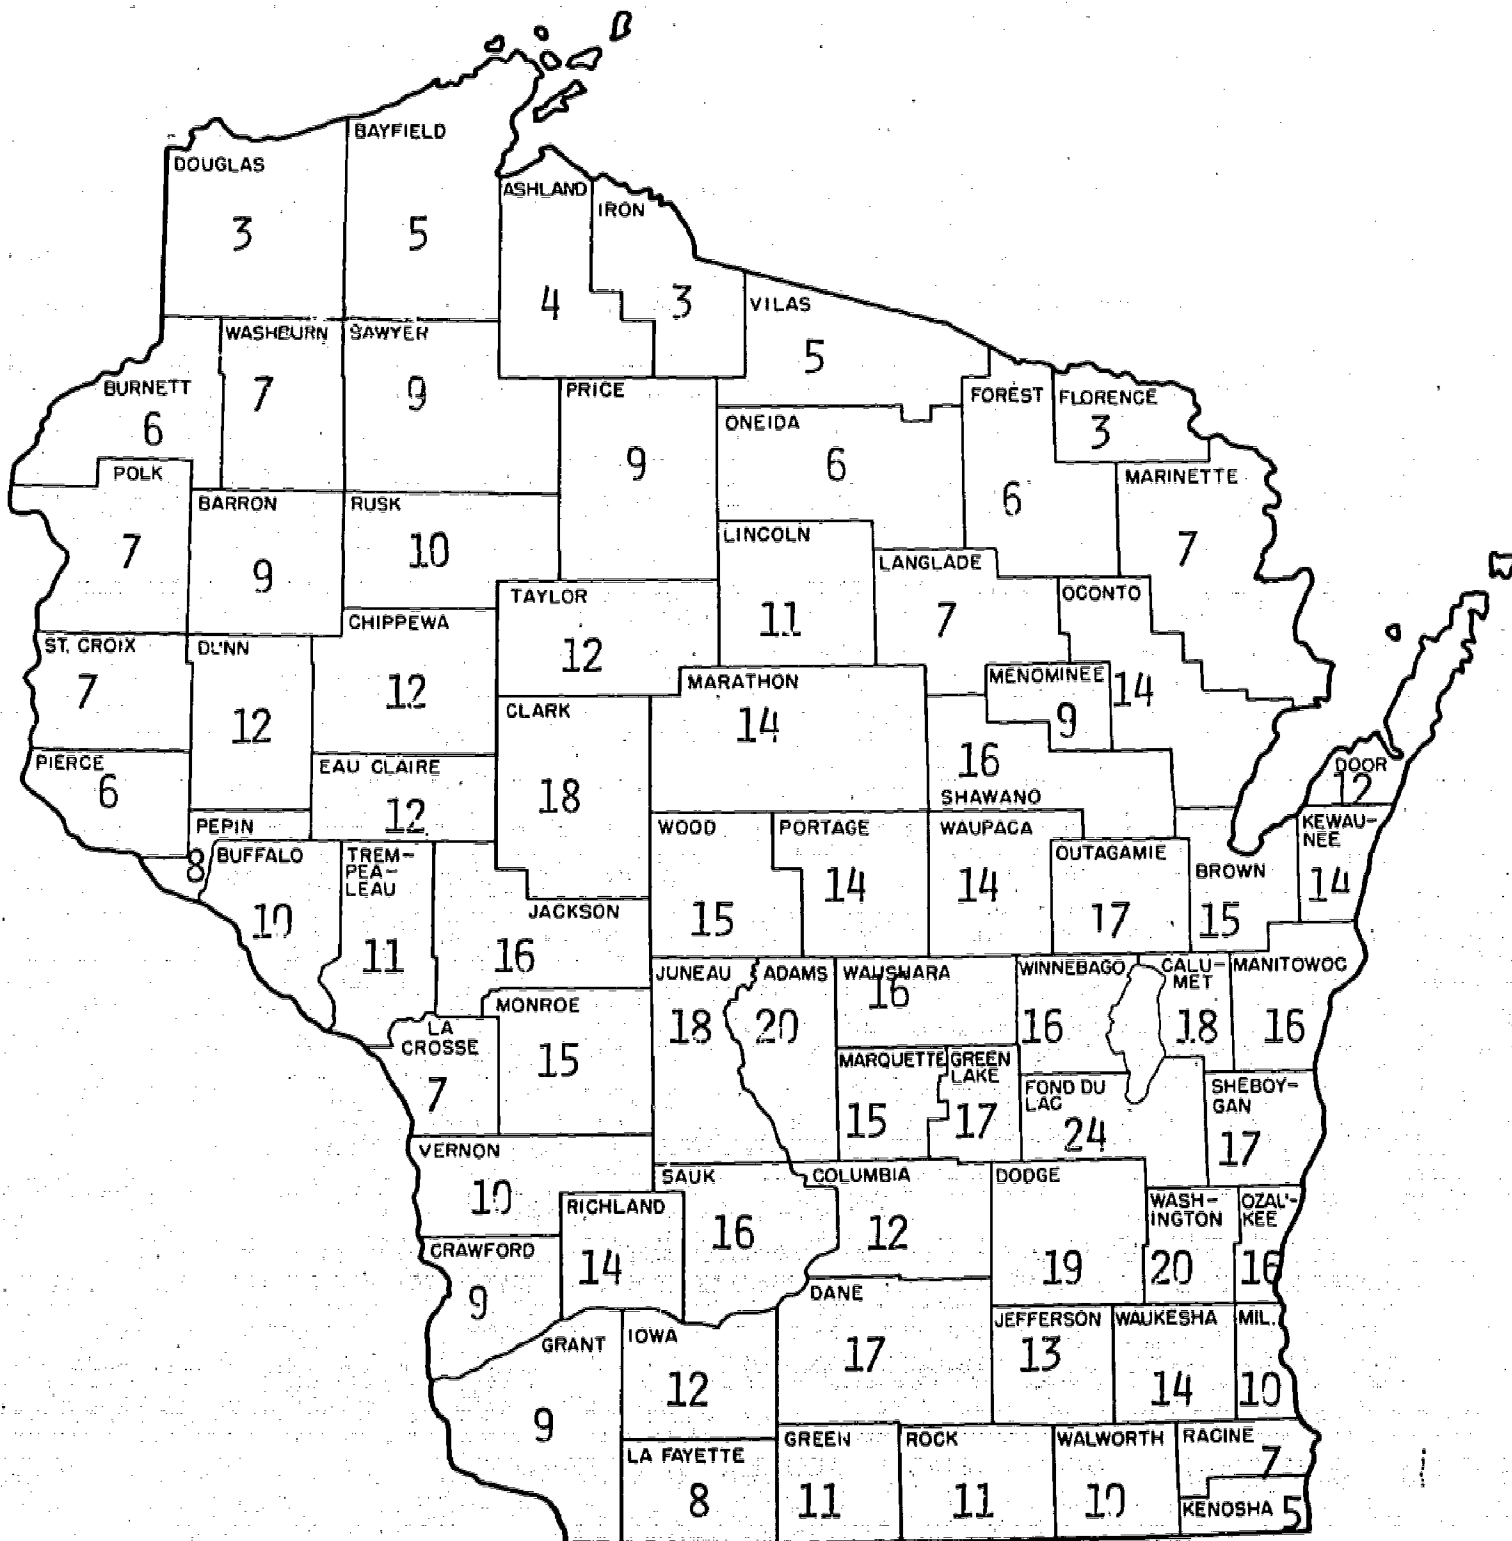 BAYFIELD
5
DOUGLAS
3
ASHLAND
4
IRON
3
VILAS
5
WASHBURN
7
SAWYER
9
BURNETT
6
PRICE
9
FOREST
6
FLORENCE
3
ONEIDA
6
MARINETTE
7
POLK
7
BARRON
9
RUSK
10
LINCOLN
11
LANGLADE
7
OCONTO
14
TAYLOR
12
CHIPPEWA
12
ST. CROIX
7
DUNN
12
MENOMINEE
9
MARATHON
14
CLARK
18
16
SHAWANO
PIERCE
6
EAU CLAIRE
12
DOOR
12
PEPIN
8
WOOD
15
PORTAGE
14
WAUPACA
14
OUTAGAMIE
17
BROWN
15
KEWAU-
NEE
14
BUFFALO
10
TREM-
PEA-
LEAU
11
JACKSON
16
JUNEAU
18
ADAMS
20
WAUSHARA
16
WINNEBAGO
16
CALU-
MET
18
MANITOWOC
16
MONROE
15
LA
CROSSE
7
MARQUETTE
15
GREEN
LAKE
17
FOND DU
LAC
24
SHEBOY-
GAN
17
VERNON
10
SAUK
16
COLUMBIA
12
DODGE
19
RICHLAND
14
WASH-
INGTON
20
OZAU-
KEE
16
CRAWFORD
9
DANE
17
JEFFERSON
13
WAUKESHA
14
MIL.
10
GRANT
9
IOWA
12
LA FAYETTE
8
GREEN
11
ROCK
11
WALWORTH
10
RACINE
7
KENOSHA 5